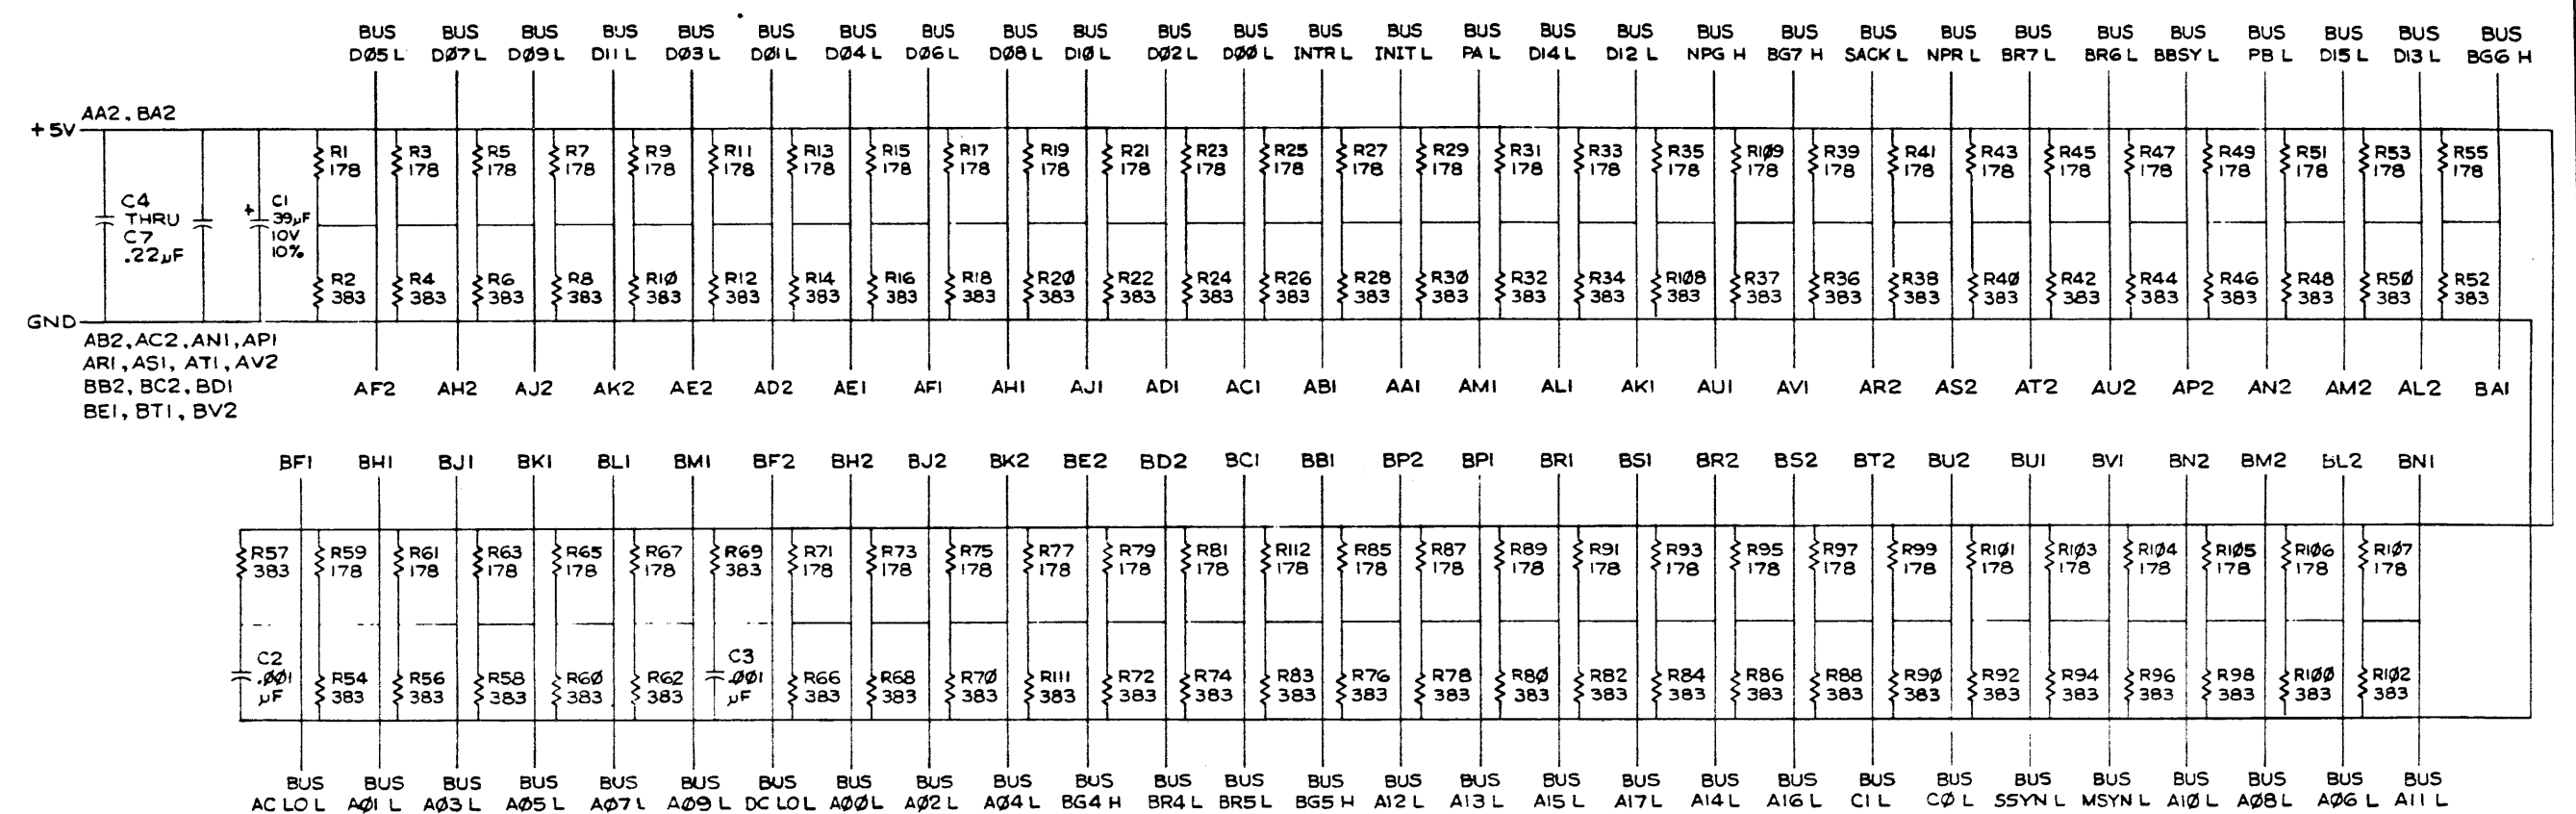 BUS BUS BUS BUS BUS BUS BUS BUS BUS BUS BUS BUS BUS BUS BUS BUS BUS BUS BUS BUS BUS BUS BUS BUS BUS BUS BUS BUS
DØ5 L DØ7 L DØ9 L D11 L DØ3 L DØ1 L DØ4 L DØ6 L DØ8 L D1Ø L DØ2 L DØØ L INTR L INIT L PA L D14 L D12 L NPG H BG7 H SACK L NPR L BR7 L BR6 L BBSY L PB L D15 L D13 L BG6 H
AA2, BA2
+5V
R1 R3 R5 R7 R9 R11 R13 R15 R17 R19 R21 R23 R25 R27 R29 R31 R33 R35 R1Ø9 R39 R41 R43 R45 R47 R49 R51 R53 R55
178 178 178 178 178 178 178 178 178 178 178 178 178 178 178 178 178 178 178 178 178 178 178 178 178 178 178 178
C4
THRU
C7
.22µF
+
C1
39µF
10V
10%
R2 R4 R6 R8 R1Ø R12 R14 R16 R18 R2Ø R22 R24 R26 R28 R3Ø R32 R34 R1Ø8 R37 R36 R38 R4Ø R42 R44 R46 R48 R5Ø R52
383 383 383 383 383 383 383 383 383 383 383 383 383 383 383 383 383 383 383 383 383 383 383 383 383 383 383 383
GND
AB2, AC2, AN1, AP1
AR1, AS1, AT1, AV2
BB2, BC2, BD1
BE1, BT1, BV2
AF2 AH2 AJ2 AK2 AE2 AD2 AE1 AF1 AH1 AJ1 AD1 AC1 AB1 AA1 AM1 AL1 AK1 AU1 AV1 AR2 AS2 AT2 AU2 AP2 AN2 AM2 AL2 BA1
BF1 BH1 BJ1 BK1 BL1 BM1 BF2 BH2 BJ2 BK2 BE2 BD2 BC1 BB1 BP2 BP1 BR1 BS1 BR2 BS2 BT2 BU2 BU1 BV1 BN2 BM2 BL2 BN1
R57 R59 R61 R63 R65 R67 R69 R71 R73 R75 R77 R79 R81 R112 R85 R87 R89 R91 R93 R95 R97 R99 R1Ø1 R1Ø3 R1Ø4 R1Ø5 R1Ø6 R1Ø7
383 178 178 178 178 178 383 178 178 178 178 178 178 178 178 178 178 178 178 178 178 178 178 178 178 178 178 178
C2
.ØØ1
µF
C3
.ØØ1
µF
R54 R56 R58 R6Ø R62 R66 R68 R7Ø R111 R72 R74 R83 R76 R78 R8Ø R82 R84 R86 R88 R9Ø R92 R94 R96 R98 R1ØØ R1Ø2
383 383 383 383 383 383 383 383 383 383 383 383 383 383 383 383 383 383 383 383 383 383 383 383 383 383
BUS BUS BUS BUS BUS BUS BUS BUS BUS BUS BUS BUS BUS BUS BUS BUS BUS BUS BUS BUS BUS BUS BUS BUS BUS BUS BUS BUS
AC LO L AØ1 L AØ3 L AØ5 L AØ7 L AØ9 L DC LO L AØØ L AØ2 L AØ4 L BG4 H BR4 L BR5 L BG5 H A12 L A13 L A15 L A17 L A14 L A16 L C1 L CØ L SSYN L MSYN L A1Ø L AØ8 L AØ6 L A11 L